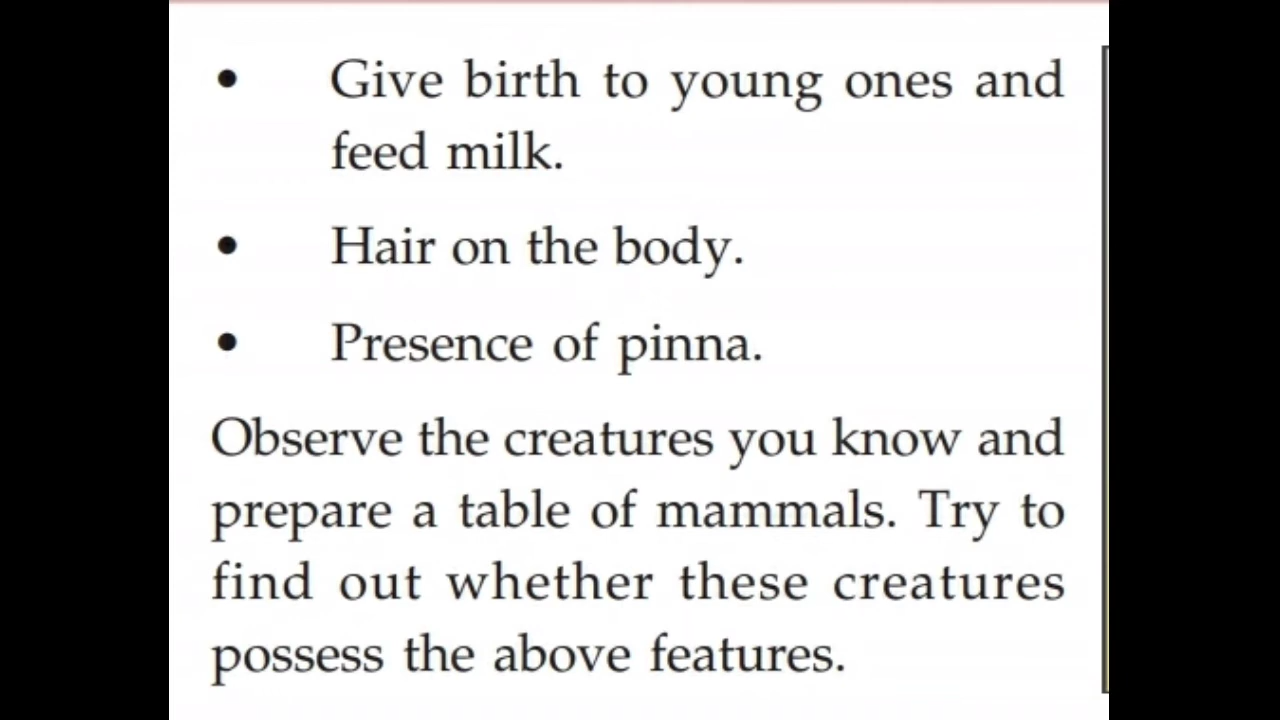 • Give birth to young ones and
feed milk.
• Hair on the body.
• Presence of pinna.
Observe the creatures you know and
prepare a table of mammals. Try to
find out whether these creatures
possess the above features.